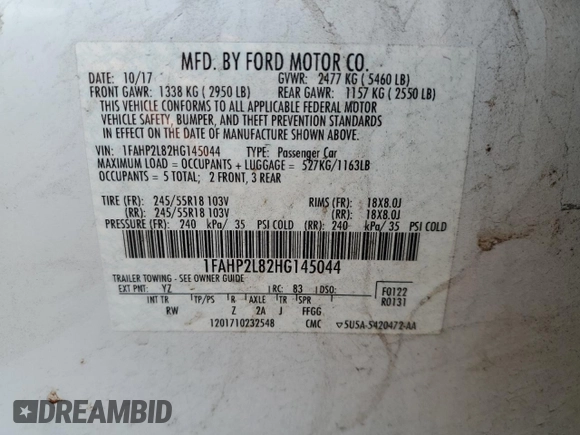 MFD. BY FORD MOTOR CO.
DATE: 10/17 GVWR: 2477 KG ( 5460 LB)
FRONT GAWR: 1338 KG ( 2950 LB) REAR GAWR: 1157 KG ( 2550 LB)
THIS VEHICLE CONFORMS TO ALL APPLICABLE FEDERAL MOTOR
VEHICLE SAFETY, BUMPER, AND THEFT PREVENTION STANDARDS
IN EFFECT ON THE DATE OF MANUFACTURE SHOWN ABOVE.
VIN: 1FAHP2L82HG145044 TYPE: Passenger Car
MAXIMUM LOAD = OCCUPANTS + LUGGAGE = 527KG/1163LB
OCCUPANTS = 5 TOTAL; 2 FRONT, 3 REAR
TIRE (FR): 245/55R18 103V RIMS (FR): 18X8.0J
(RR): 245/55R18 103V (RR): 18X8.0J
PRESSURE (FR): 240 kPa/ 35 PSI COLD (RR): 240 kPa/ 35 PSI COLD
1FAHP2L82HG145044
TRAILER TOWING - SEE OWNER GUIDE
EXT PNT: YZ RC: 83 DSO: F0122
INT TR TP/PS R AXLE TR SPR R0131
RW Z 2A J FFGG
1201710232548 CMC ▽5U5A-5420472-AA
DREAMBID